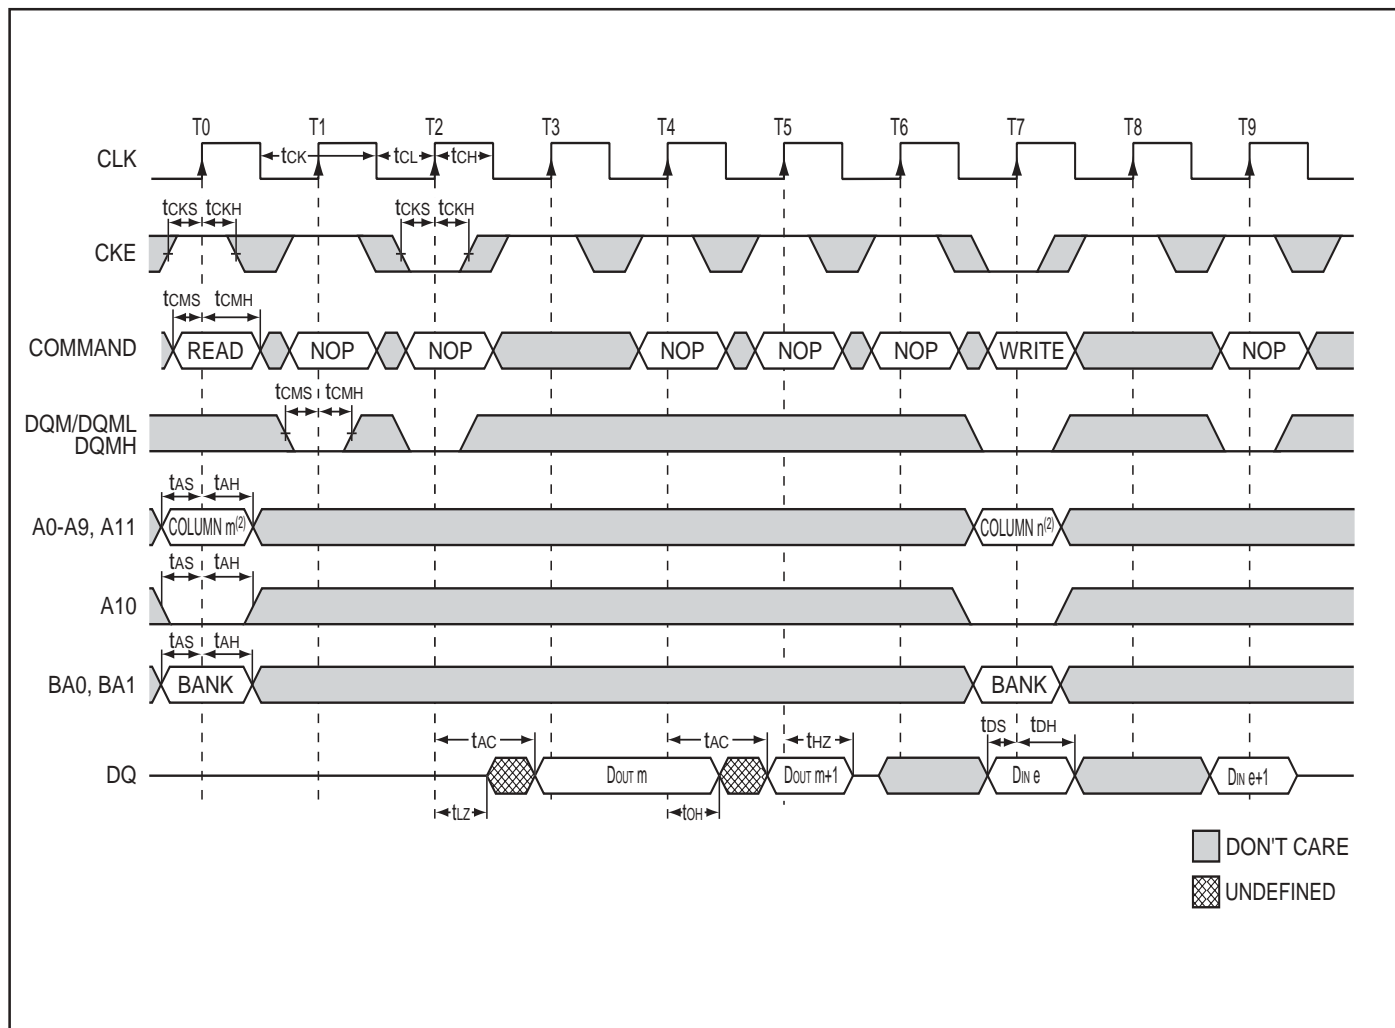 T0 T1 T2 T3 T4 T5 T6 T7 T8 T9
CLK tCK tCL tCH
tCKS tCKH tCKS tCKH
CKE
tCMS tCMH
COMMAND READ NOP NOP NOP NOP NOP WRITE NOP
tCMS tCMH
DQM/DQML
DQMH
tAS tAH
A0-A9, A11 COLUMN m(2) COLUMN n(2)
tAS tAH
A10
tAS tAH
BA0, BA1 BANK BANK
tAC tAC tHZ tDS tDH
DQ DOUT m DOUT m+1 DIN e DIN e+1
tLZ tOH
DON'T CARE
UNDEFINED